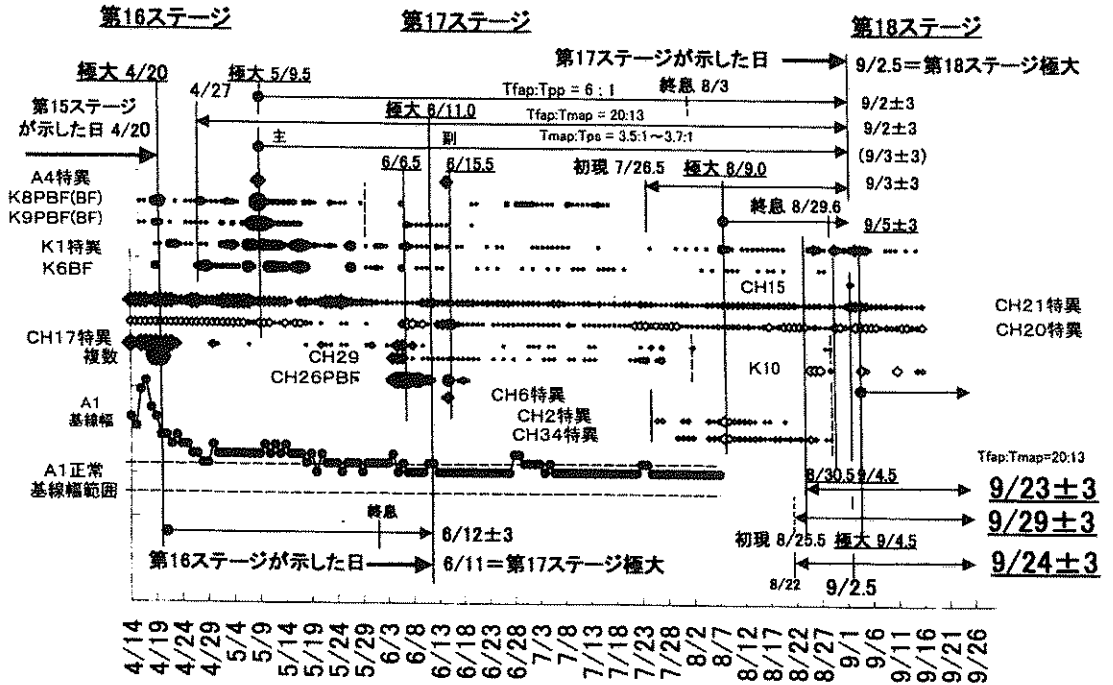 第16ステージ
第17ステージ
第18ステージ
極大 4/20
極大 5/9.5
第17ステージが示した日
9/2.5=第18ステージ極大
4/27
終息 8/3
Tfap:Tpp = 6 : 1
9/2±3
第15ステージ
が示した日 4/20
極大 6/11.0
Tfap:Tmap = 20:13
9/2±3
主
副
Tmap:Tps = 3.5:1~3.7:1
(9/3±3)
6/6.5
6/15.5
初現 7/26.5
極大 8/9.0
9/3±3
A4特異
K8PBF(BF)
K9PBF(BF)
終息 8/29.6
9/5±3
K1特異
K6BF
CH15
CH21特異
CH20特異
CH17特異
複数
CH29
CH26PBF
K10
CH6特異
CH2特異
CH34特異
A1
基線幅
A1正常
基線幅範囲
Tfap:Tmap=20:13
8/30.5
9/4.5
9/23±3
終息
6/12±3
9/29±3
初現 8/25.5
極大 9/4.5
第16ステージが示した日
6/11=第17ステージ極大
8/22
9/2.5
9/24±3
4/14
4/19
4/24
4/29
5/4
5/9
5/14
5/19
5/24
5/29
6/3
6/8
6/13
6/18
6/23
6/28
7/3
7/8
7/13
7/18
7/23
7/28
8/2
8/7
8/12
8/17
8/22
8/27
9/1
9/6
9/11
9/16
9/21
9/26